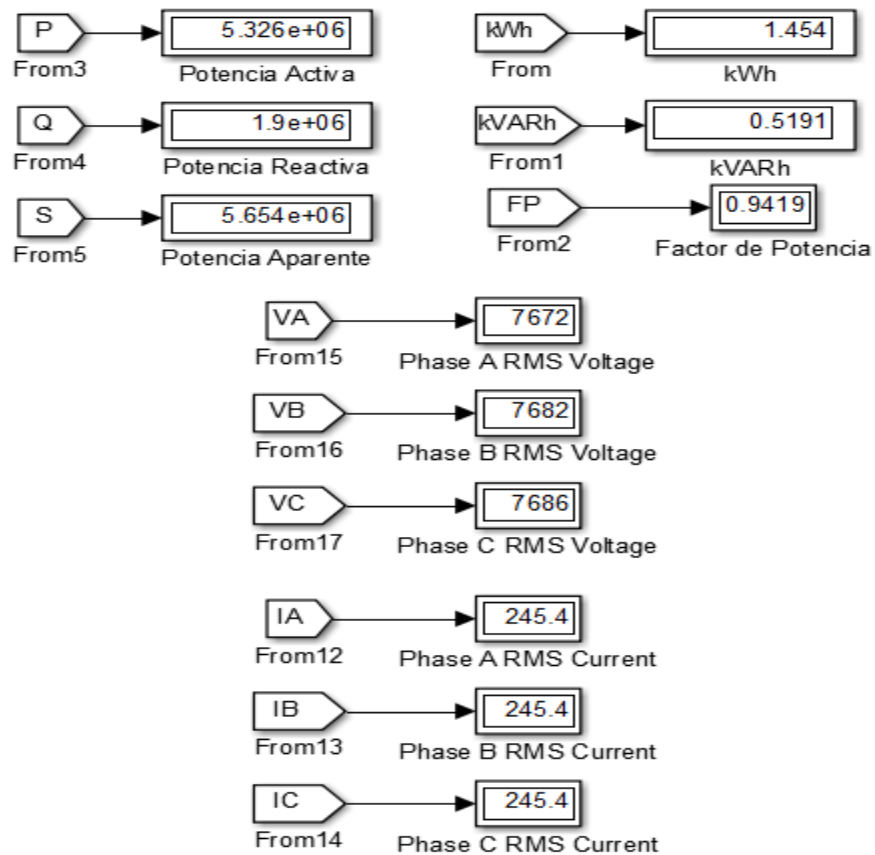 P
5.326e+06
From3
Potencia Activa
Q
1.9e+06
From4
Potencia Reactiva
S
5.654e+06
From5
Potencia Aparente
kWh
1.454
From
kWh
kVARh
0.5191
From1
kVARh
FP
0.9419
From2
Factor de Potencia
VA
7672
From15
Phase A RMS Voltage
VB
7682
From16
Phase B RMS Voltage
VC
7686
From17
Phase C RMS Voltage
IA
245.4
From12
Phase A RMS Current
IB
245.4
From13
Phase B RMS Current
IC
245.4
From14
Phase C RMS Current